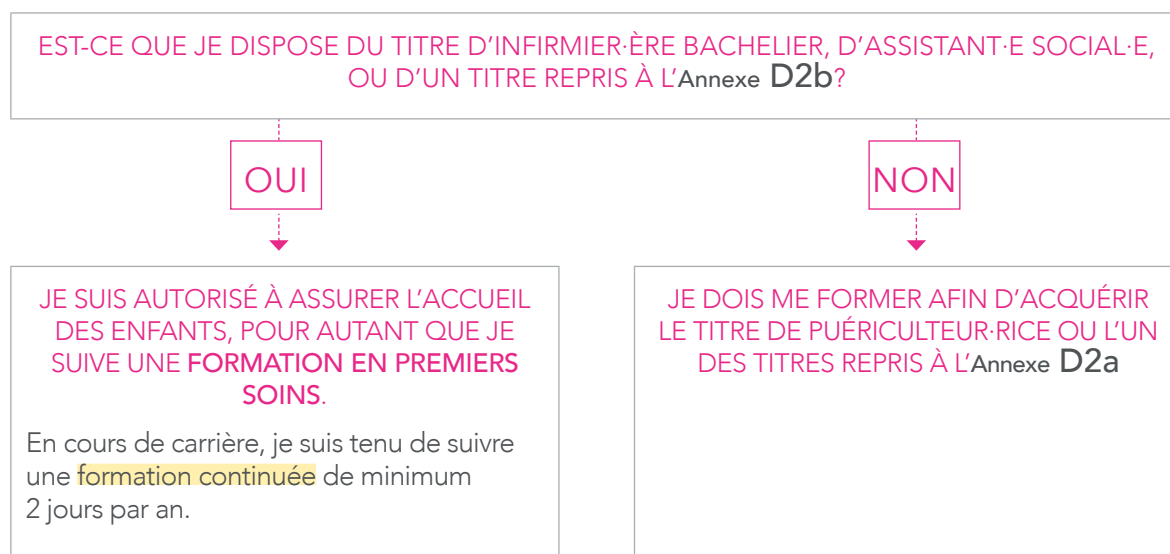 EST-CE QUE JE DISPOSE DU TITRE D’INFIRMIER·ÈRE BACHELIER, D’ASSISTANT·E SOCIAL·E,
OU D’UN TITRE REPRIS À L’Annexe D2b?
OUI
NON
JE SUIS AUTORISÉ À ASSURER L’ACCUEIL
DES ENFANTS, POUR AUTANT QUE JE
SUIVE UNE FORMATION EN PREMIERS
SOINS.
En cours de carrière, je suis tenu de suivre
une formation continuée de minimum
2 jours par an.
JE DOIS ME FORMER AFIN D’ACQUÉRIR
LE TITRE DE PUÉRICULTEUR·RICE OU L’UN
DES TITRES REPRIS À L’Annexe D2a